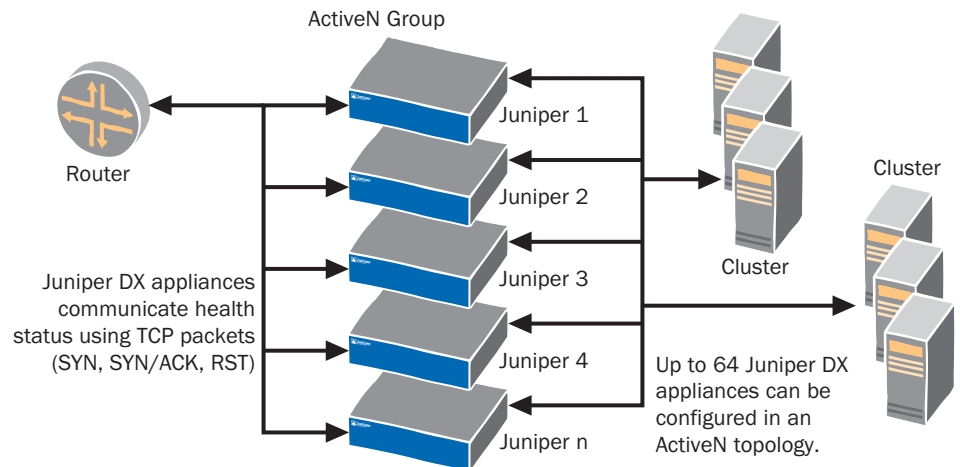 ActiveN Group
Router
Juniper 1
Juniper 2
Juniper 3
Juniper 4
Juniper n
Juniper DX appliances
communicate health
status using TCP packets
(SYN, SYN/ACK, RST)
Cluster
Cluster
Up to 64 Juniper DX
appliances can be
configured in an
ActiveN topology.